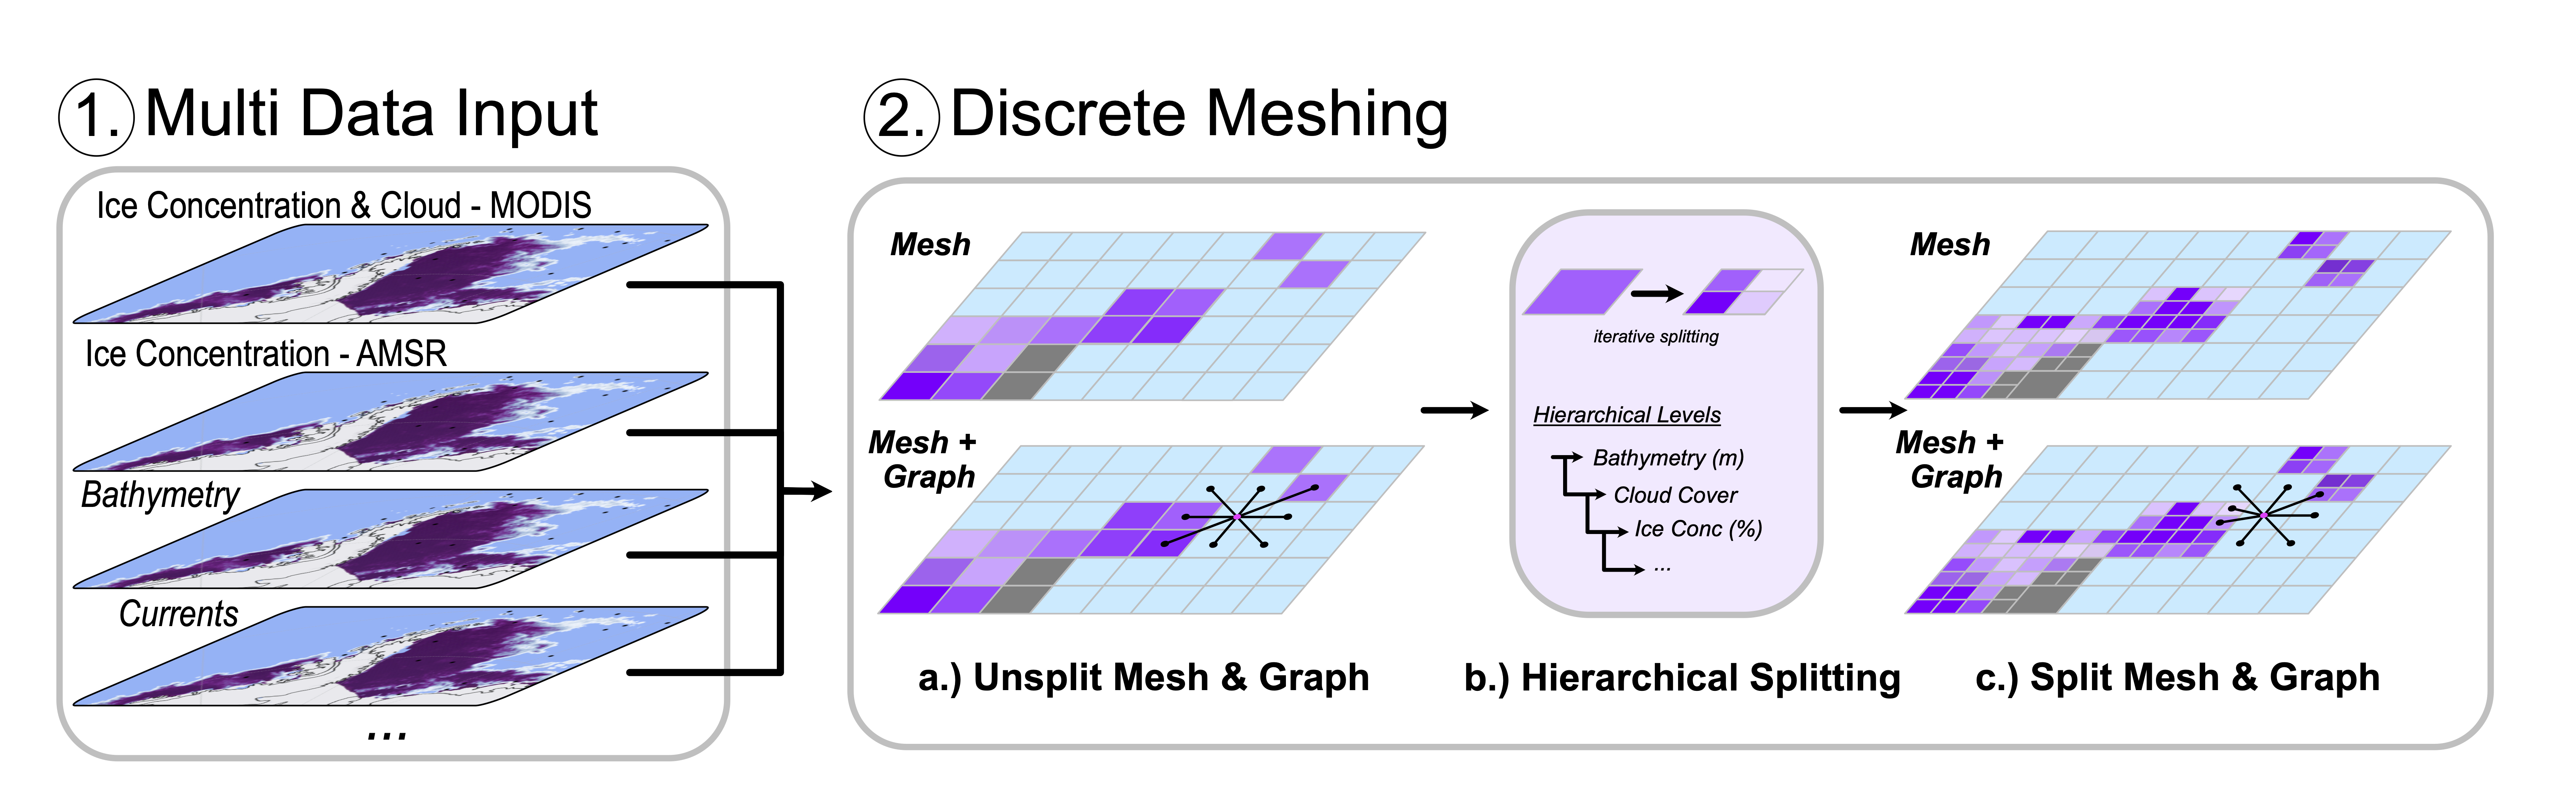 1. Multi Data Input
Ice Concentration & Cloud - MODIS
Ice Concentration - AMSR
Bathymetry
Currents
...
2. Discrete Meshing
Mesh
Mesh +
Graph
a.) Unsplit Mesh & Graph
iterative splitting
Hierarchical Levels
Bathymetry (m)
Cloud Cover
Ice Conc (%)
...
b.) Hierarchical Splitting
Mesh
Mesh +
Graph
c.) Split Mesh & Graph